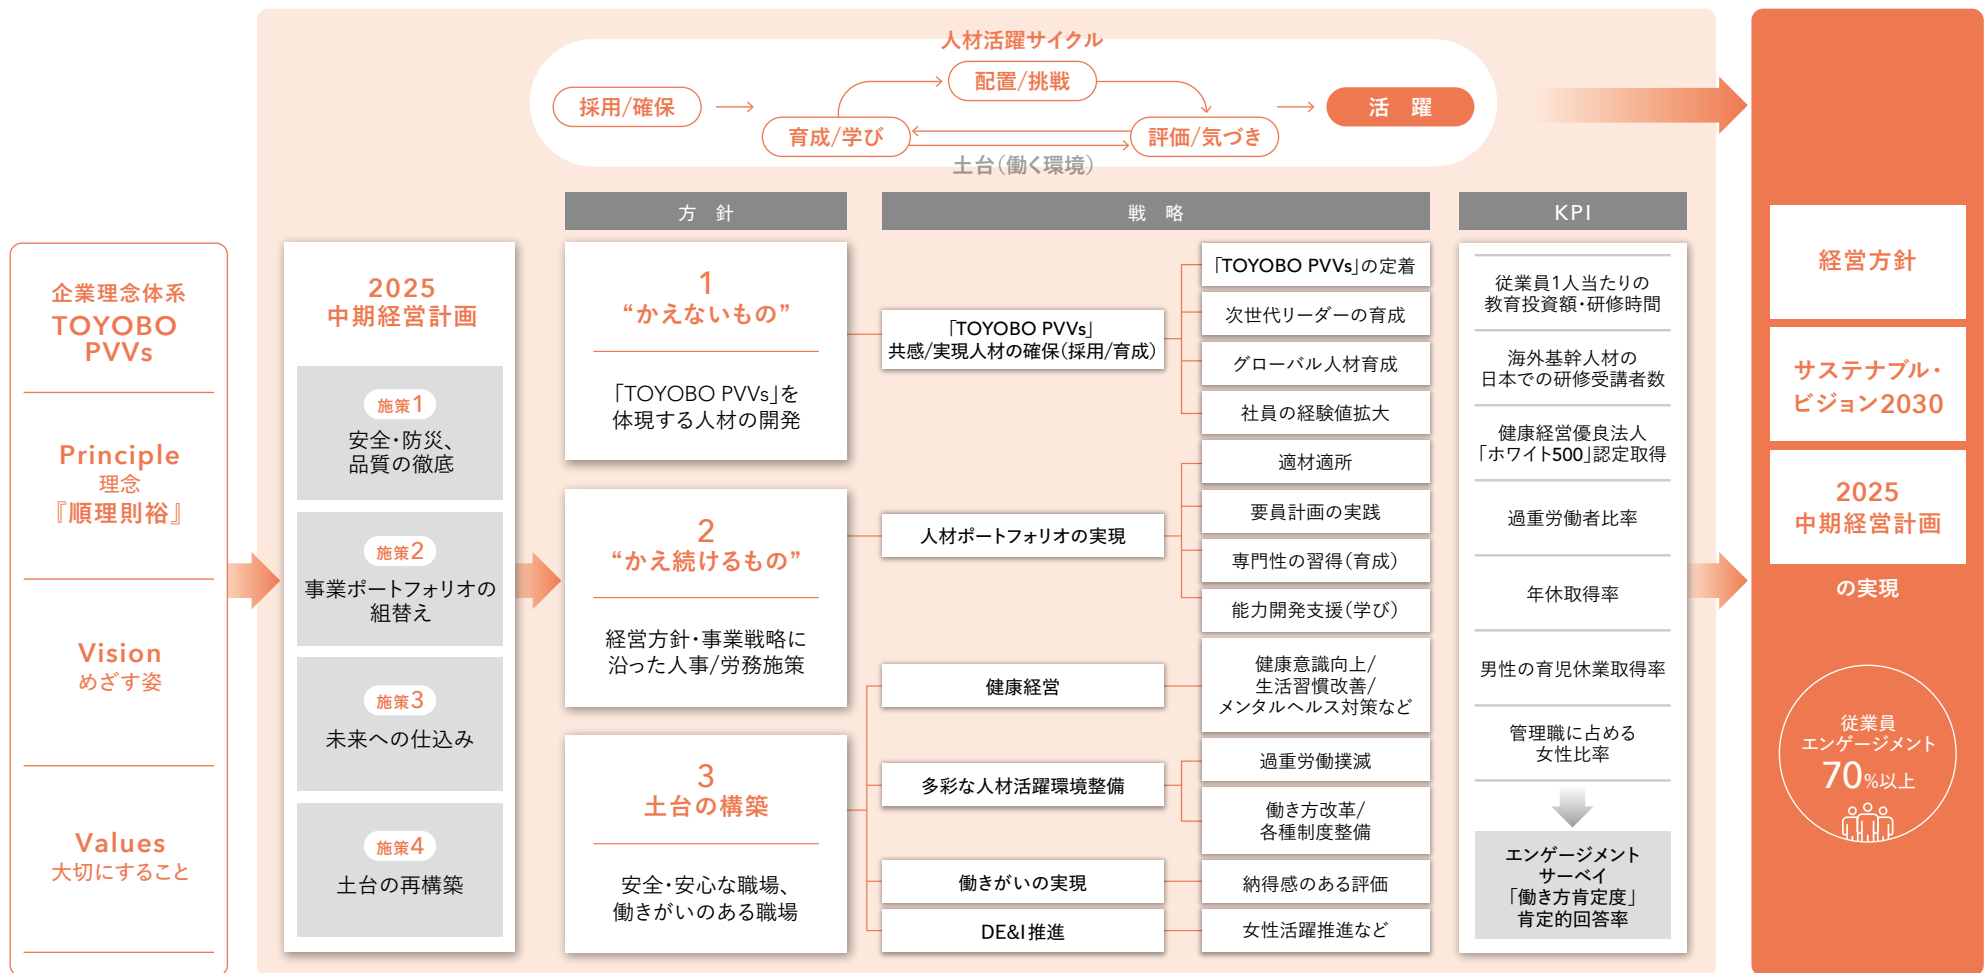 人材活躍サイクル
採用/確保
育成/学び
配置/挑戦
評価/気づき
活 躍
土台(働く環境)
企業理念体系
TOYOBO
PVVs
Principle
理念
『順理則裕』
Vision
めざす姿
Values
大切にすること
2025
中期経営計画
施策1
安全・防災、
品質の徹底
施策2
事業ポートフォリオの
組替え
施策3
未来への仕込み
施策4
土台の再構築
方 針
1
“かえないもの”
「TOYOBO PVVs」を
体現する人材の開発
2
“かえ続けるもの”
経営方針・事業戦略に
沿った人事/労務施策
3
土台の構築
安全・安心な職場、
働きがいのある職場
戦 略
「TOYOBO PVVs」
共感/実現人材の確保(採用/育成)
「TOYOBO PVVs」の定着
次世代リーダーの育成
グローバル人材育成
社員の経験値拡大
人材ポートフォリオの実現
適材適所
要員計画の実践
専門性の習得(育成)
能力開発支援(学び)
健康経営
健康意識向上/
生活習慣改善/
メンタルヘルス対策など
多彩な人材活躍環境整備
過重労働撲滅
働き方改革/
各種制度整備
働きがいの実現
納得感のある評価
DE&I推進
女性活躍推進など
KPI
従業員1人当たりの
教育投資額・研修時間
海外基幹人材の
日本での研修受講者数
健康経営優良法人
「ホワイト500」認定取得
過重労働者比率
年休取得率
男性の育児休業取得率
管理職に占める
女性比率
エンゲージメント
サーベイ
「働き方肯定度」
肯定的回答率
経営方針
サステナブル・
ビジョン2030
2025
中期経営計画
の実現
従業員
エンゲージメント
70%以上